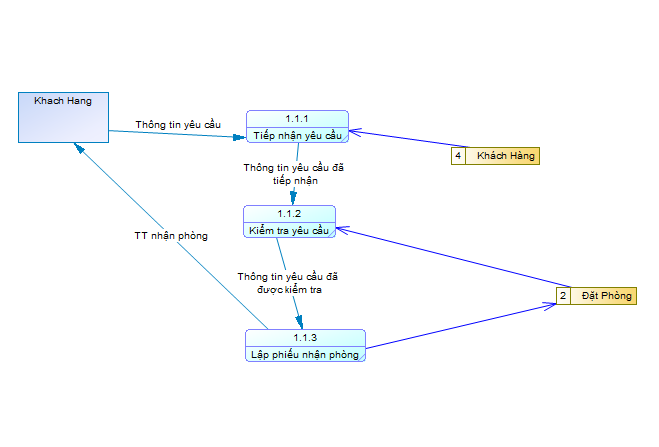 Khach Hang
Thông tin yêu cầu
1.1.1
Tiếp nhận yêu cầu
4 Khách Hàng
Thông tin yêu cầu đã
tiếp nhận
1.1.2
Kiểm tra yêu cầu
TT nhận phòng
Thông tin yêu cầu đã
được kiểm tra
2 Đặt Phòng
1.1.3
Lập phiếu nhận phòng